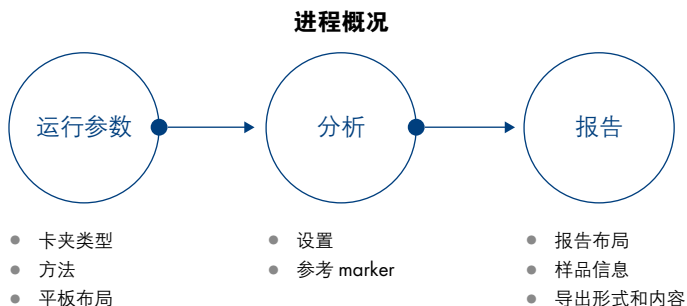 进程概况
运行参数
分析
报告
卡夹类型
方法
平板布局
设置
参考 marker
报告布局
样品信息
导出形式和内容